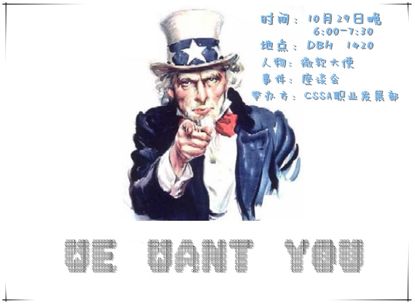 时间：10月29日晚
6:00-7:30
地点：DBH 1420
人物：微软大使
事件：座谈会
举办方：CSSA职业发展部
WE WANT YOU